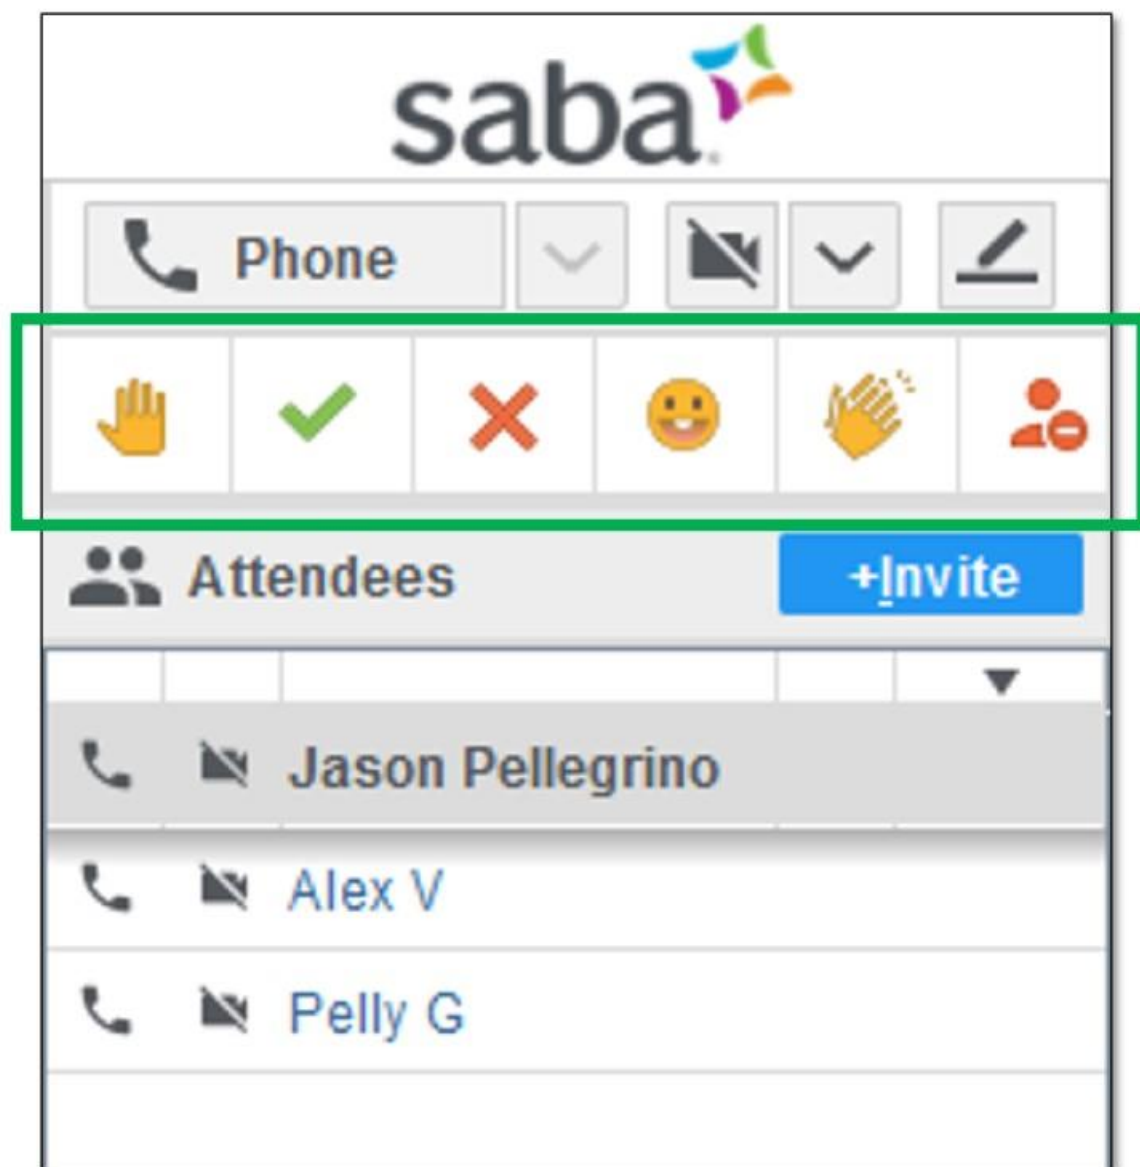 saba
Phone
Attendees
+Invite
Jason Pellegrino
Alex V
Pelly G